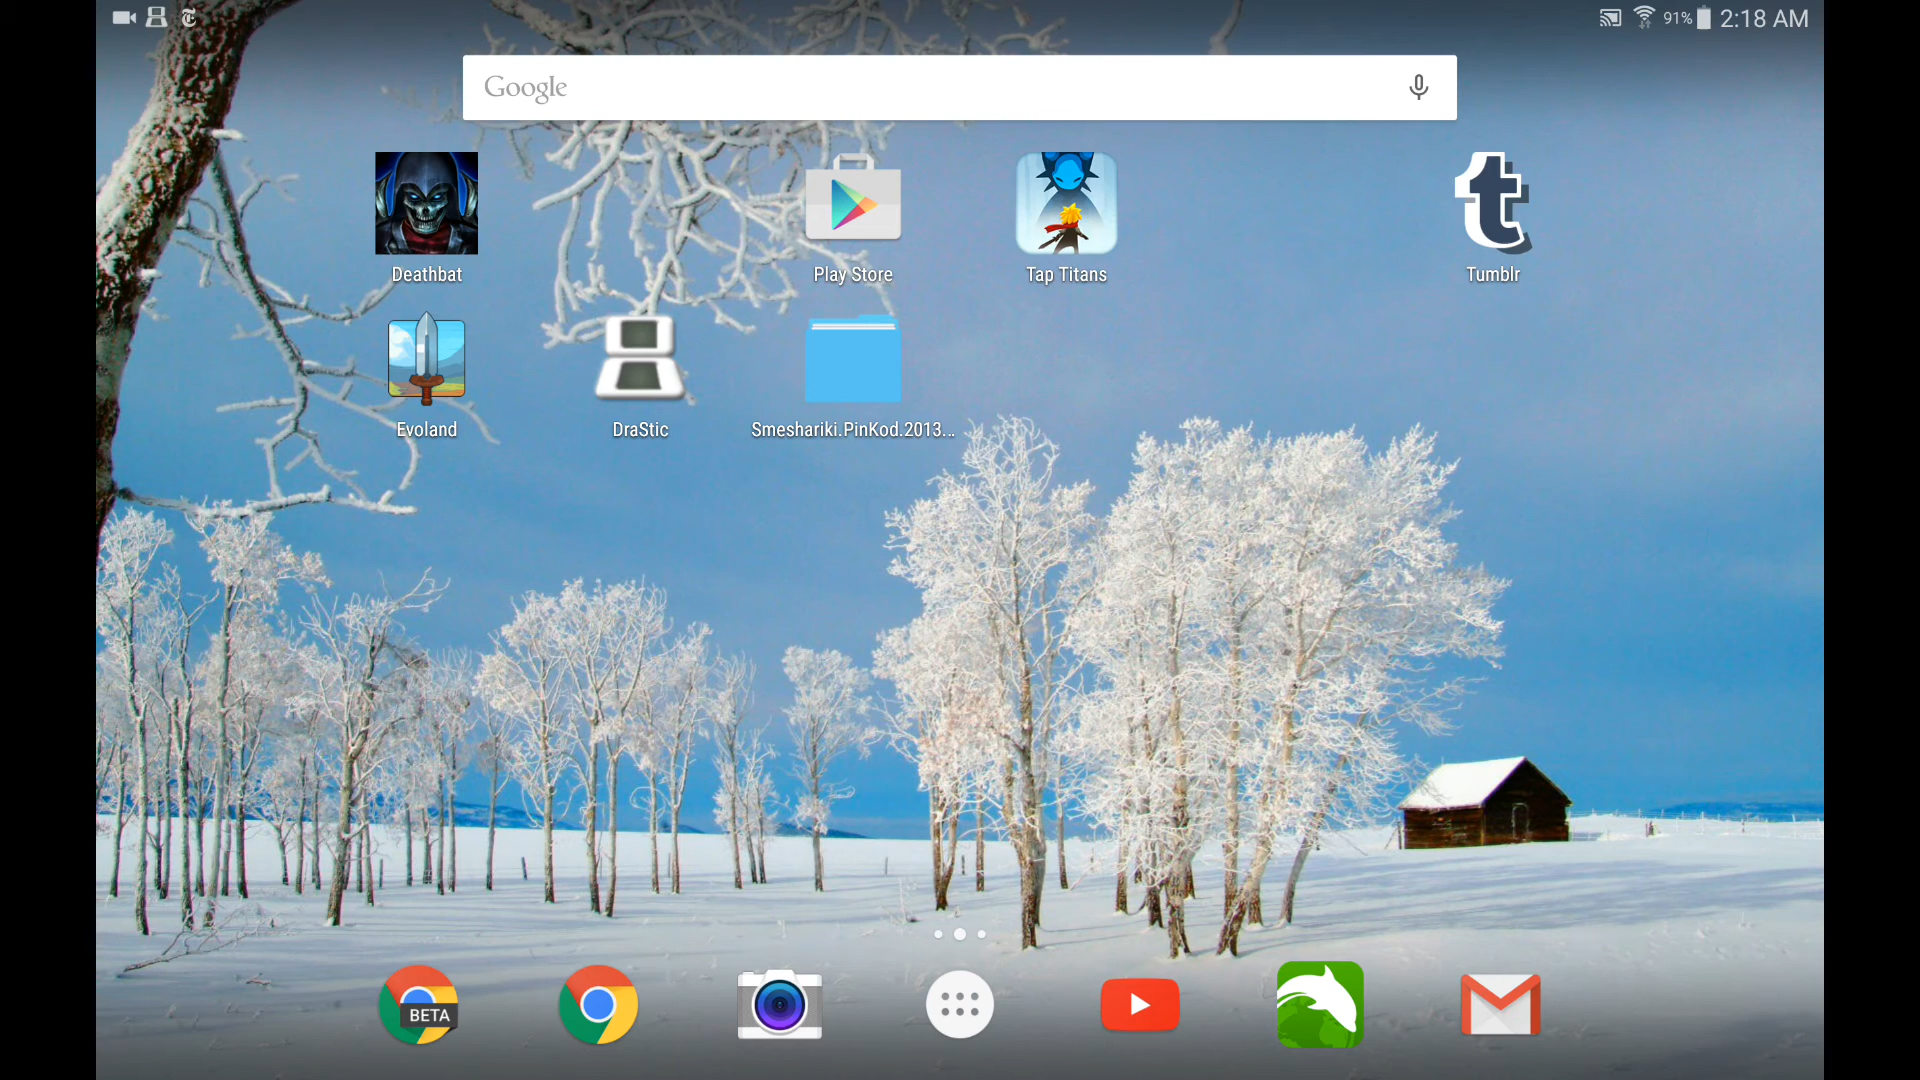 91% 2:18 AM
Google
Deathbat
Play Store
Tap Titans
Tumblr
Evoland
DraStic
Smeshariki.PinKod.2013...
BETA